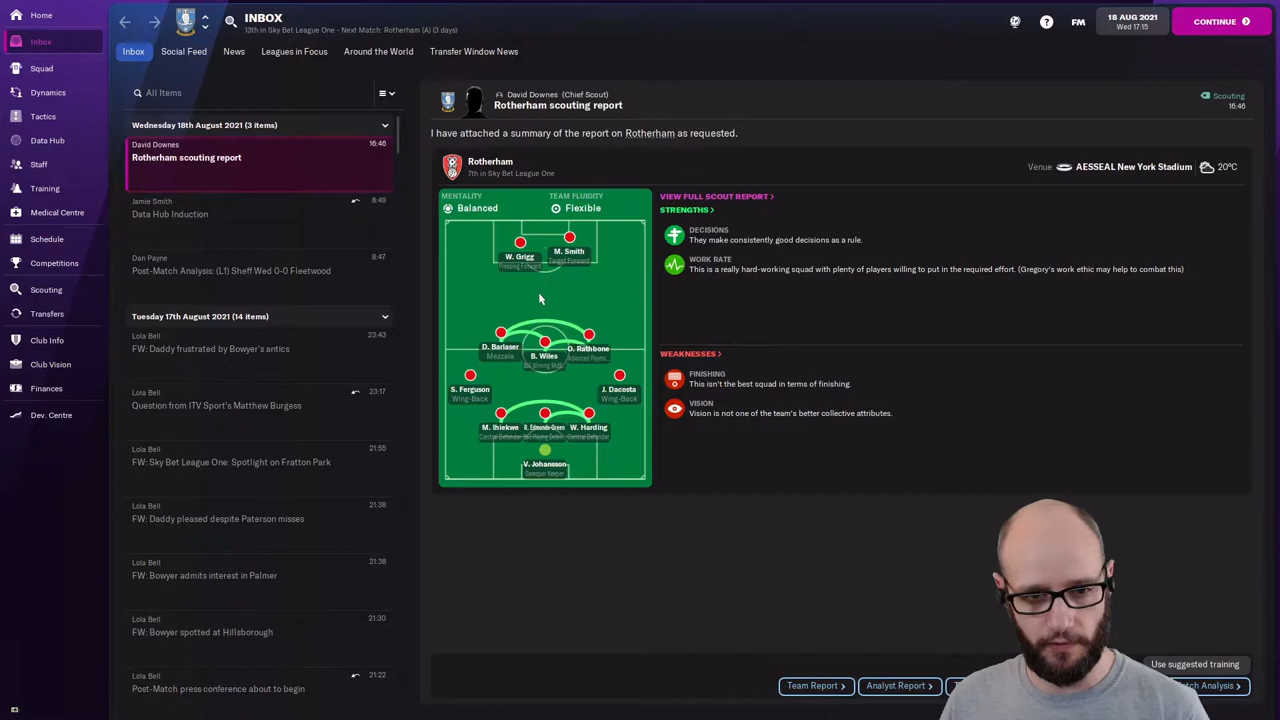 Home
Inbox
Squad
Dynamics
Tactics
Data Hub
Staff
Training
Medical Centre
Schedule
Competitions
Scouting
Transfers
Club Info
Club Vision
Finances
Dev. Centre
INBOX
13th in Sky Bet League One - Next Match: Rotherham (A) (3 days)
FM
18 AUG 2021
Wed 17:15
CONTINUE
Inbox
Social Feed
News
Leagues in Focus
Around the World
Transfer Window News
All Items
Wednesday 18th August 2021 (3 items)
David Downes 16:46
Rotherham scouting report
Jamie Smith 8:49
Data Hub Induction
Dan Payne 8:47
Post-Match Analysis: (L1) Sheff Wed 0-0 Fleetwood
Tuesday 17th August 2021 (14 items)
Lola Bell 23:43
FW: Daddy frustrated by Bowyer's antics
Lola Bell 23:17
Question from ITV Sport's Matthew Burgess
Lola Bell 21:55
FW: Sky Bet League One: Spotlight on Fratton Park
Lola Bell 21:38
FW: Daddy pleased despite Paterson misses
Lola Bell 21:38
FW: Bowyer admits interest in Palmer
Lola Bell 21:30
FW: Bowyer spotted at Hillsborough
Lola Bell 21:22
Post-Match press conference about to begin
David Downes (Chief Scout)
Rotherham scouting report
Scouting
16:46
I have attached a summary of the report on Rotherham as requested.
Rotherham
7th in Sky Bet League One
Venue AESSEAL New York Stadium 20°C
MENTALITY TEAM FLUIDITY
Balanced Flexible
W. Grigg
Pressing Forward
M. Smith
Target Forward
D. Barlaser
Mezzala
B. Wiles
O. Rathbone
S. Ferguson
Wing-Back
J. Dacosta
Wing-Back
M. Ihiekwe
Central Defender
R. Edmonds-Green
W. Harding
Central Defender
V. Johansson
Sweeper Keeper
VIEW FULL SCOUT REPORT >
STRENGTHS >
DECISIONS
They make consistently good decisions as a rule.
WORK RATE
This is a really hard-working squad with plenty of players willing to put in the required effort. (Gregory's work ethic may help to combat this)
WEAKNESSES >
FINISHING
This isn't the best squad in terms of finishing.
VISION
Vision is not one of the team's better collective attributes.
Use suggested training
Team Report >
Analyst Report >
Analysis >